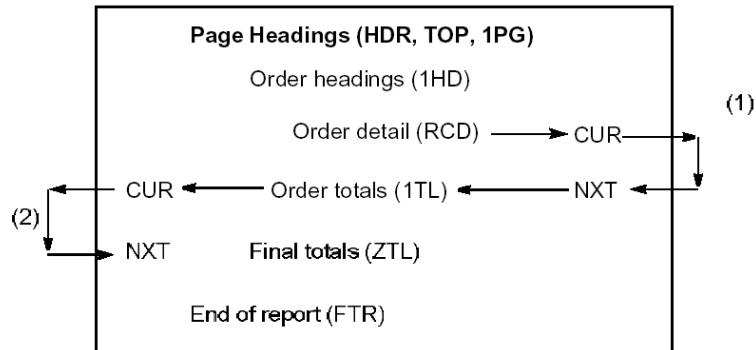 Page Headings (HDR, TOP, 1PG)
Order headings (1HD)
(1)
Order detail (RCD) CUR
CUR Order totals (1TL) NXT
(2)
NXT Final totals (ZTL)
End of report (FTR)